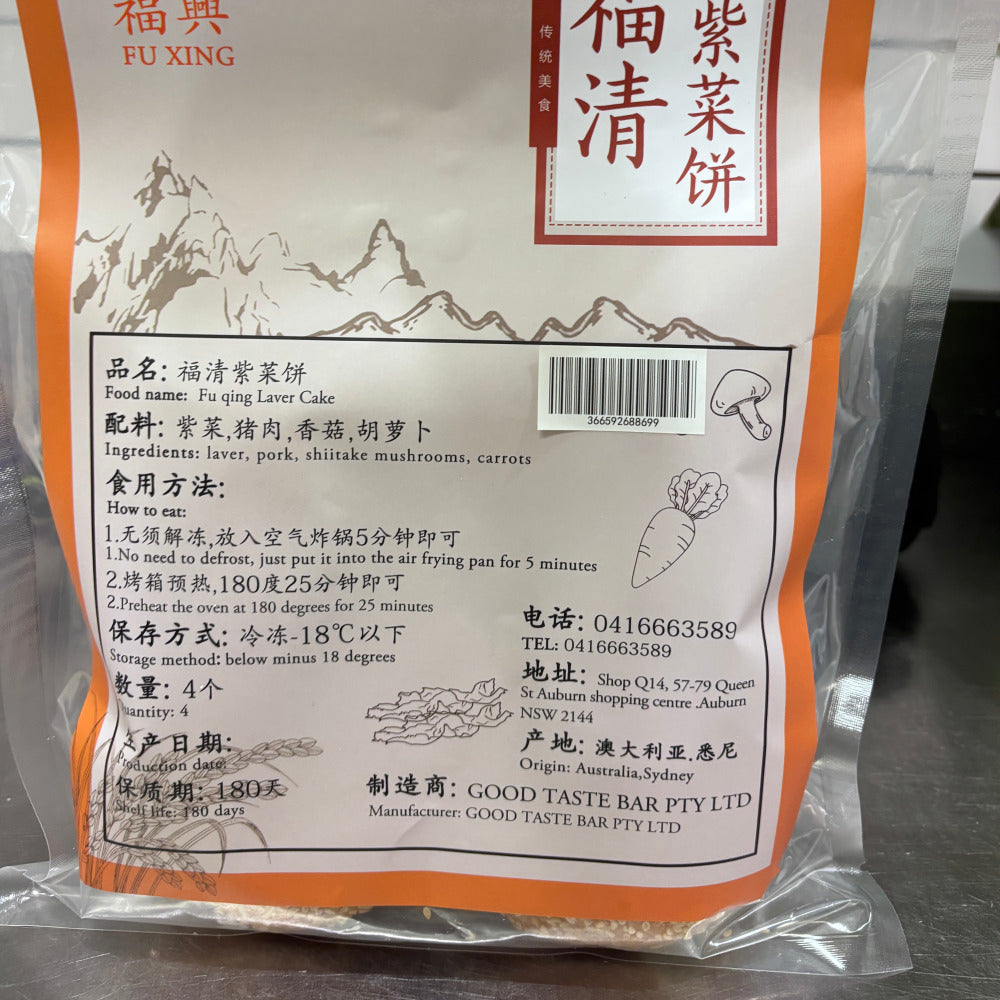 福興
FU XING
传统美食
福清
紫菜饼
品名: 福清紫菜饼
Food name: Fu qing Laver Cake
366592688699
配料: 紫菜,猪肉,香菇,胡萝卜
Ingredients: laver, pork, shiitake mushrooms, carrots
食用方法:
How to eat:
1.无须解冻,放入空气炸锅5分钟即可
1.No need to defrost, just put it into the air frying pan for 5 minutes
2.烤箱预热,180度25分钟即可
2.Preheat the oven at 180 degrees for 25 minutes
保存方式: 冷冻-18℃以下
Storage method: below minus 18 degrees
数量: 4个
Quantity: 4
生产日期:
Production date:
保质期: 180天
Shelf life: 180 days
电话: 0416663589
TEL: 0416663589
地址: Shop Q14, 57-79 Queen
St Auburn shopping centre .Auburn
NSW 2144
产地: 澳大利亚.悉尼
Origin: Australia,Sydney
制造商: GOOD TASTE BAR PTY LTD
Manufacturer: GOOD TASTE BAR PTY LTD